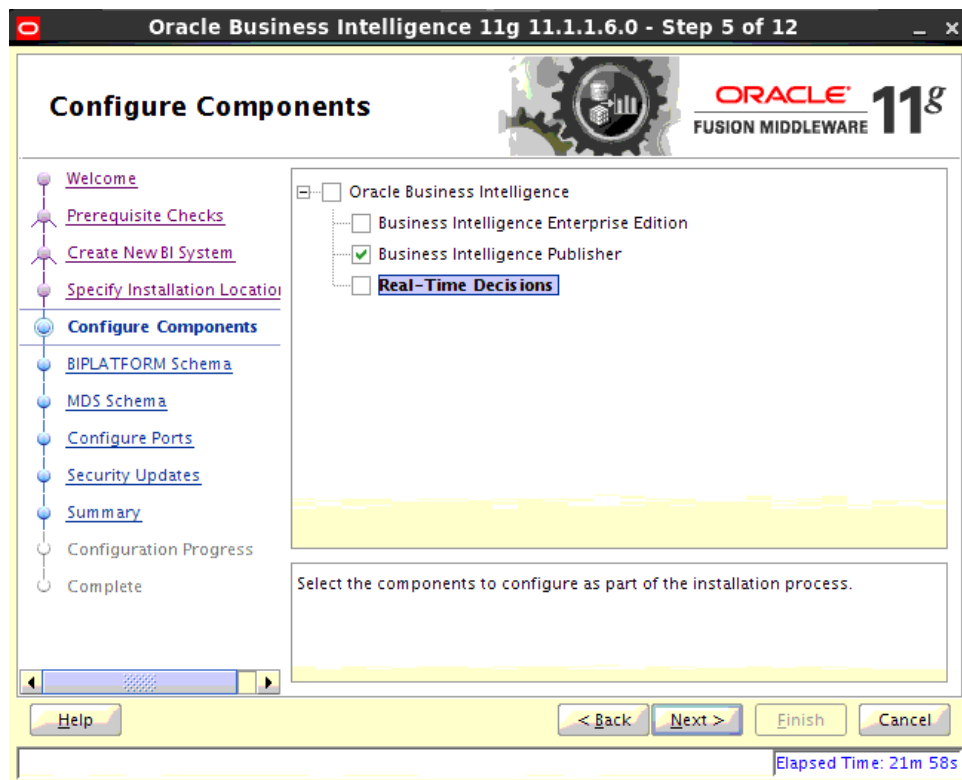 Oracle Business Intelligence 11g 11.1.1.6.0 - Step 5 of 12
Configure Components
ORACLE
FUSION MIDDLEWARE
11g
Welcome
Prerequisite Checks
Create New BI System
Specify Installation Location
Configure Components
BIPLATFORM Schema
MDS Schema
Configure Ports
Security Updates
Summary
Configuration Progress
Complete
Oracle Business Intelligence
Business Intelligence Enterprise Edition
Business Intelligence Publisher
Real-Time Decisions
Select the components to configure as part of the installation process.
Help
< Back
Next >
Finish
Cancel
Elapsed Time: 21m 58s